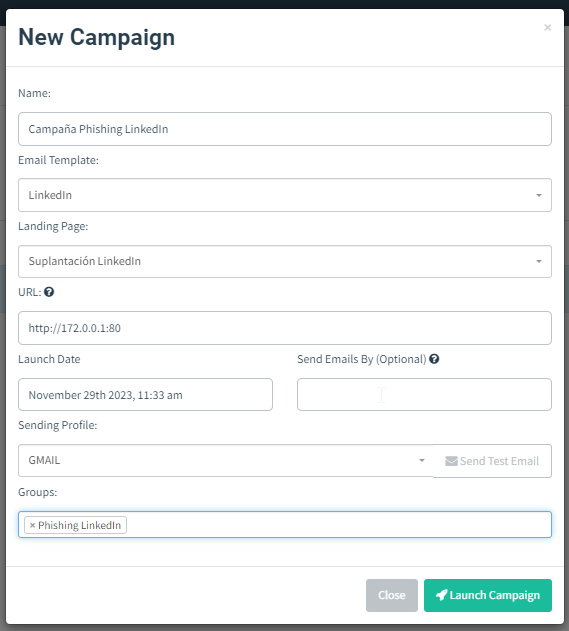 New Campaign
×
Name:
Campaña Phishing LinkedIn
Email Template:
LinkedIn
Landing Page:
Suplantación LinkedIn
URL: ?
http://172.0.0.1:80
Launch Date
Send Emails By (Optional) ?
November 29th 2023, 11:33 am
Sending Profile:
GMAIL
Send Test Email
Groups:
× Phishing LinkedIn
Close
Launch Campaign